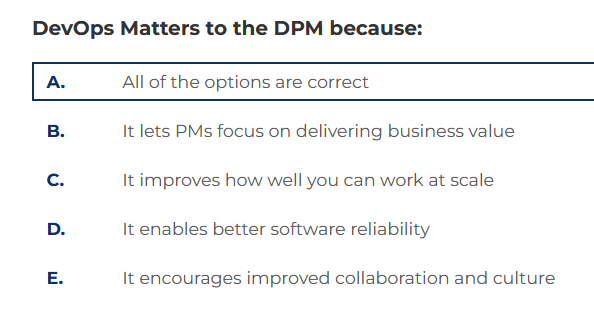 DevOps Matters to the DPM because:
A. All of the options are correct
B. It lets PMs focus on delivering business value
C. It improves how well you can work at scale
D. It enables better software reliability
E. It encourages improved collaboration and culture